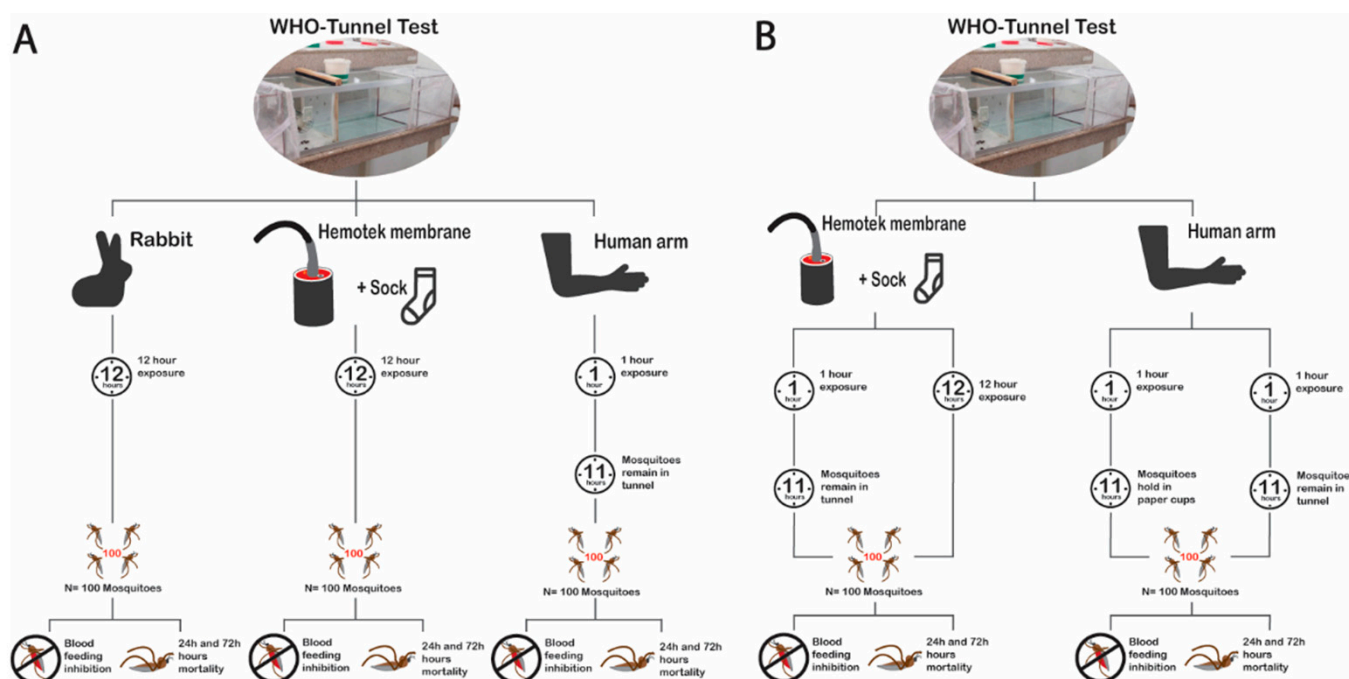 A
WHO-Tunnel Test
Rabbit
Hemotek membrane
+ Sock
Human arm
12
hours
12 hour
exposure
12
hours
12 hour
exposure
1
hour
1 hour
exposure
11
hours
Mosquitoes
remain in
tunnel
100
N= 100 Mosquitoes
100
N= 100 Mosquitoes
100
N= 100 Mosquitoes
Blood
feeding
inhibition
24h and 72h
hours
mortality
Blood
feeding
inhibition
24h and 72h
hours
mortality
Blood
feeding
inhibition
24h and 72h
hours
mortality
B
WHO-Tunnel Test
Hemotek membrane
+ Sock
Human arm
1
hour
1 hour
exposure
12
hours
12 hour
exposure
1
hour
1 hour
exposure
1
hour
1 hour
exposure
11
hours
Mosquitoes
remain in
tunnel
11
hours
Mosquitoes
hold in
paper cups
11
hours
Mosquitoe
remain in
tunnel
100
N= 100 Mosquitoes
100
N= 100 Mosquitoes
Blood
feeding
inhibition
24h and 72h
hours
mortality
Blood
feeding
inhibition
24h and 72h
hours
mortality